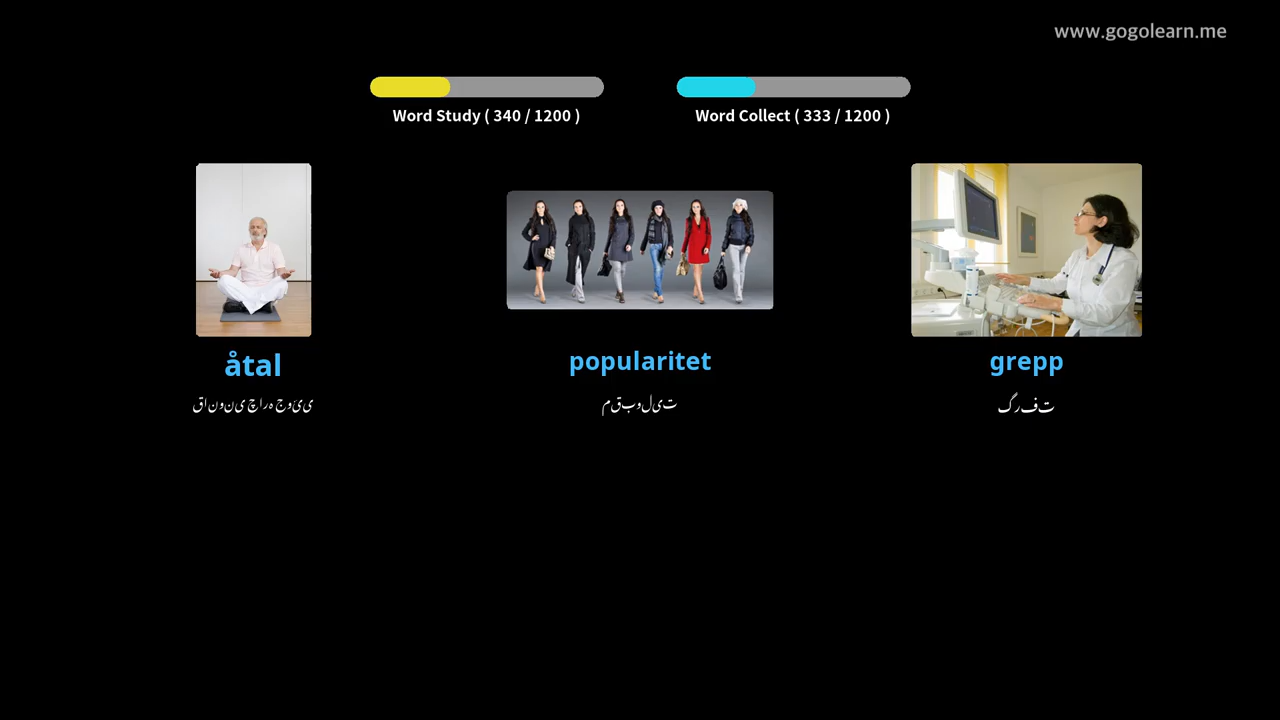 www.gogolearn.me
Word Study ( 340 / 1200 )
Word Collect ( 333 / 1200 )
åtal
popularitet
grepp
قانونی چارہ جوئی
مقبولیت
گرفت